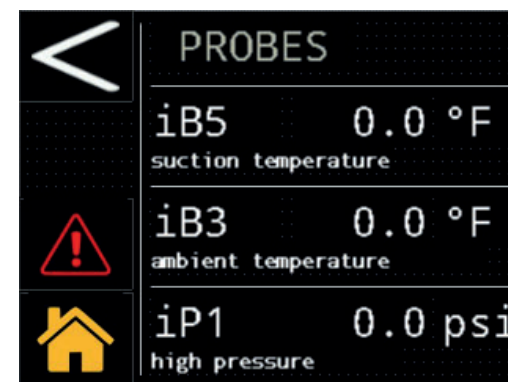 PROBES
iB5 0.0 °F
suction temperature
iB3 0.0 °F
ambient temperature
iP1 0.0 psi
high pressure